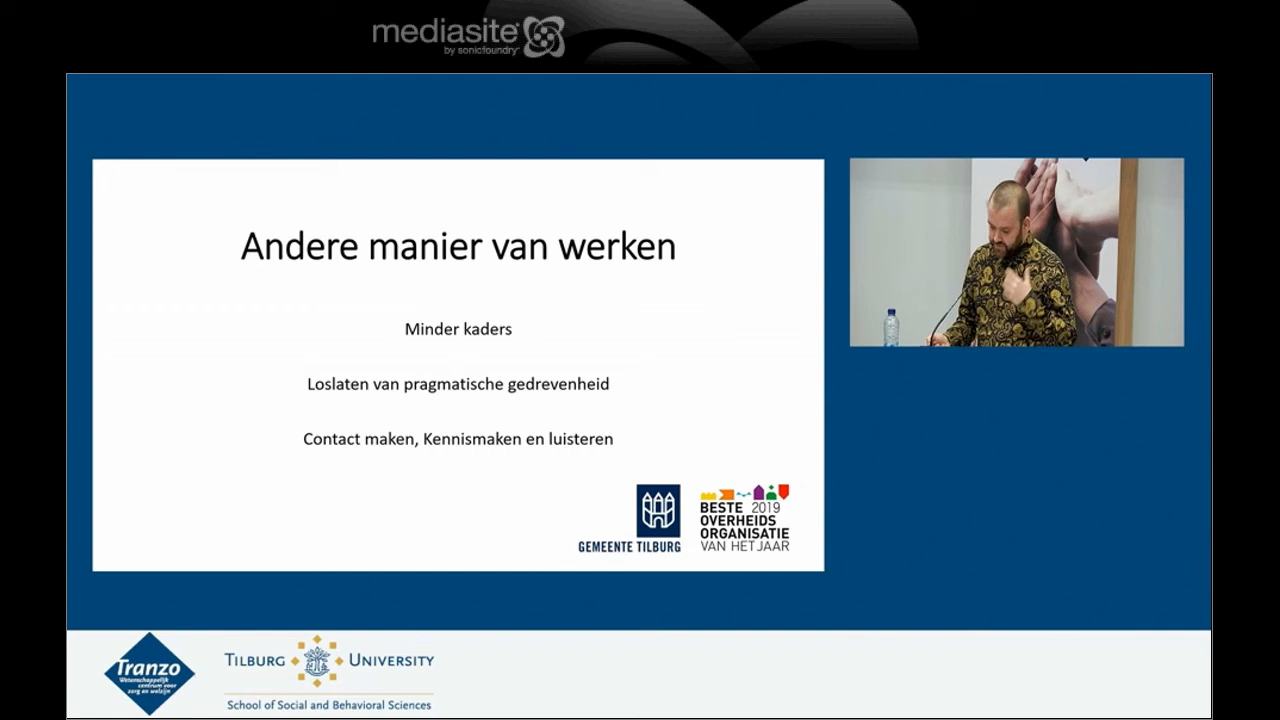 mediasite
by sonicfoundry
Andere manier van werken
Minder kaders
Loslaten van pragmatische gedrevenheid
Contact maken, Kennismaken en luisteren
GEMEENTE TILBURG
BESTE 2019
OVERHEIDS
ORGANISATIE
VAN HET JAAR
Tranzo
Wetenschappelijk
centrum voor
zorg en welzijn
TILBURG UNIVERSITY
School of Social and Behavioral Sciences